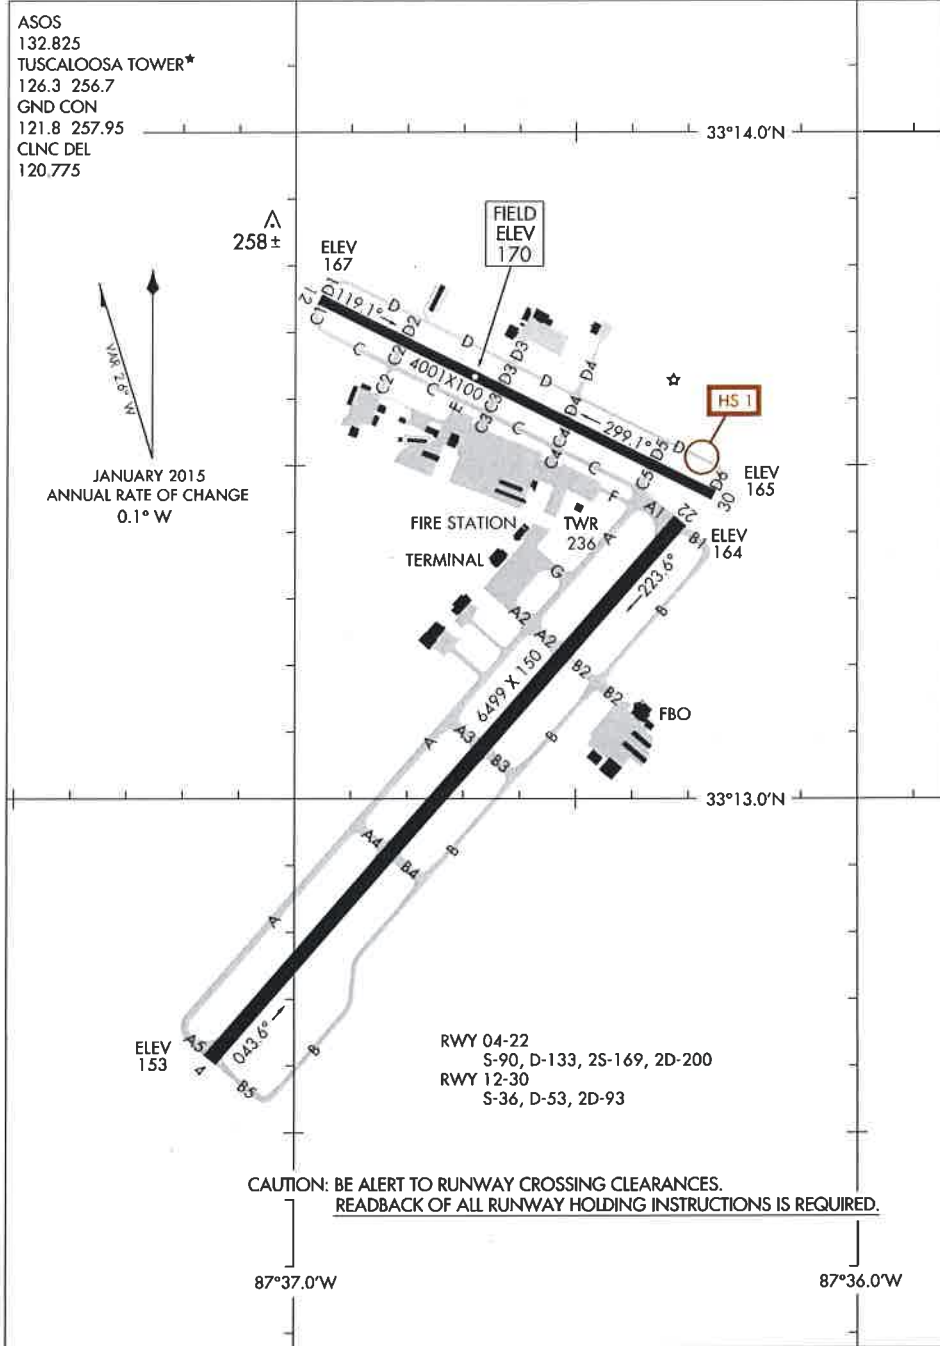 ASOS
132.825
TUSCALOOSA TOWER★
126.3 256.7
GND CON
121.8 257.95
CLNC DEL
120.775
33°14.0'N
258±
FIELD
ELEV
170
ELEV
167
12
D1
119.1°
D
D2
D
D3
D3
D
D4
D4
D5
D
D6
C1
C
C2
C2
4001X100
C
E
C3
C3
C
C4
C4
C
C5
F
299.1°
HS 1
30
ELEV
165
VAR 2.6° W
JANUARY 2015
ANNUAL RATE OF CHANGE
0.1° W
FIRE STATION
TWR
236
TERMINAL
A
A1
22
B1
ELEV
164
G
223.6°
B
A2
A2
6499 X 150
B2
B2
FBO
A
A3
B3
B
33°13.0'N
A4
B4
B
A
043.6°
ELEV
153
A5
4
B5
B
RWY 04-22
S-90, D-133, 2S-169, 2D-200
RWY 12-30
S-36, D-53, 2D-93
CAUTION: BE ALERT TO RUNWAY CROSSING CLEARANCES.
READBACK OF ALL RUNWAY HOLDING INSTRUCTIONS IS REQUIRED.
87°37.0'W
87°36.0'W